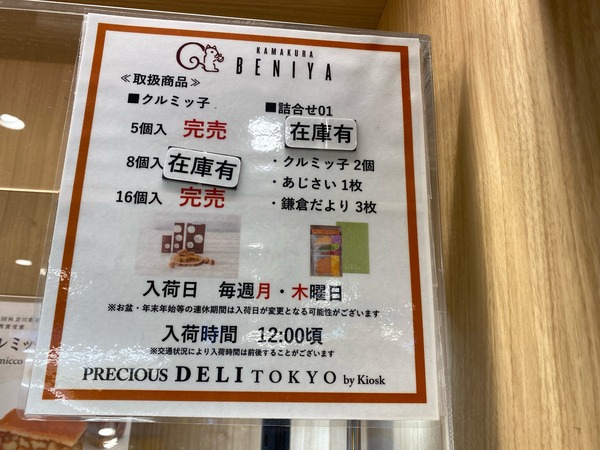 KAMAKURA
BENIYA
≪取扱商品≫
■クルミッ子
5個入 完売
8個入 在庫有
16個入 完売
■詰合せ01
在庫有
・クルミッ子 2個
・あじさい 1枚
・鎌倉だより 3枚
入荷日 毎週月・木曜日
※お盆・年末年始等の連休期間は入荷日が変更となる可能性がございます
入荷時間 12:00頃
※交通状況により入荷時間は前後することがございます
PRECIOUS DELI TOKYO by Kiosk
ルミッ
micco